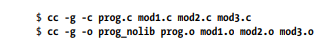 $ cc -g -c prog.c mod1.c mod2.c mod3.c
$ cc -g -o prog_nolib prog.o mod1.o mod2.o mod3.o